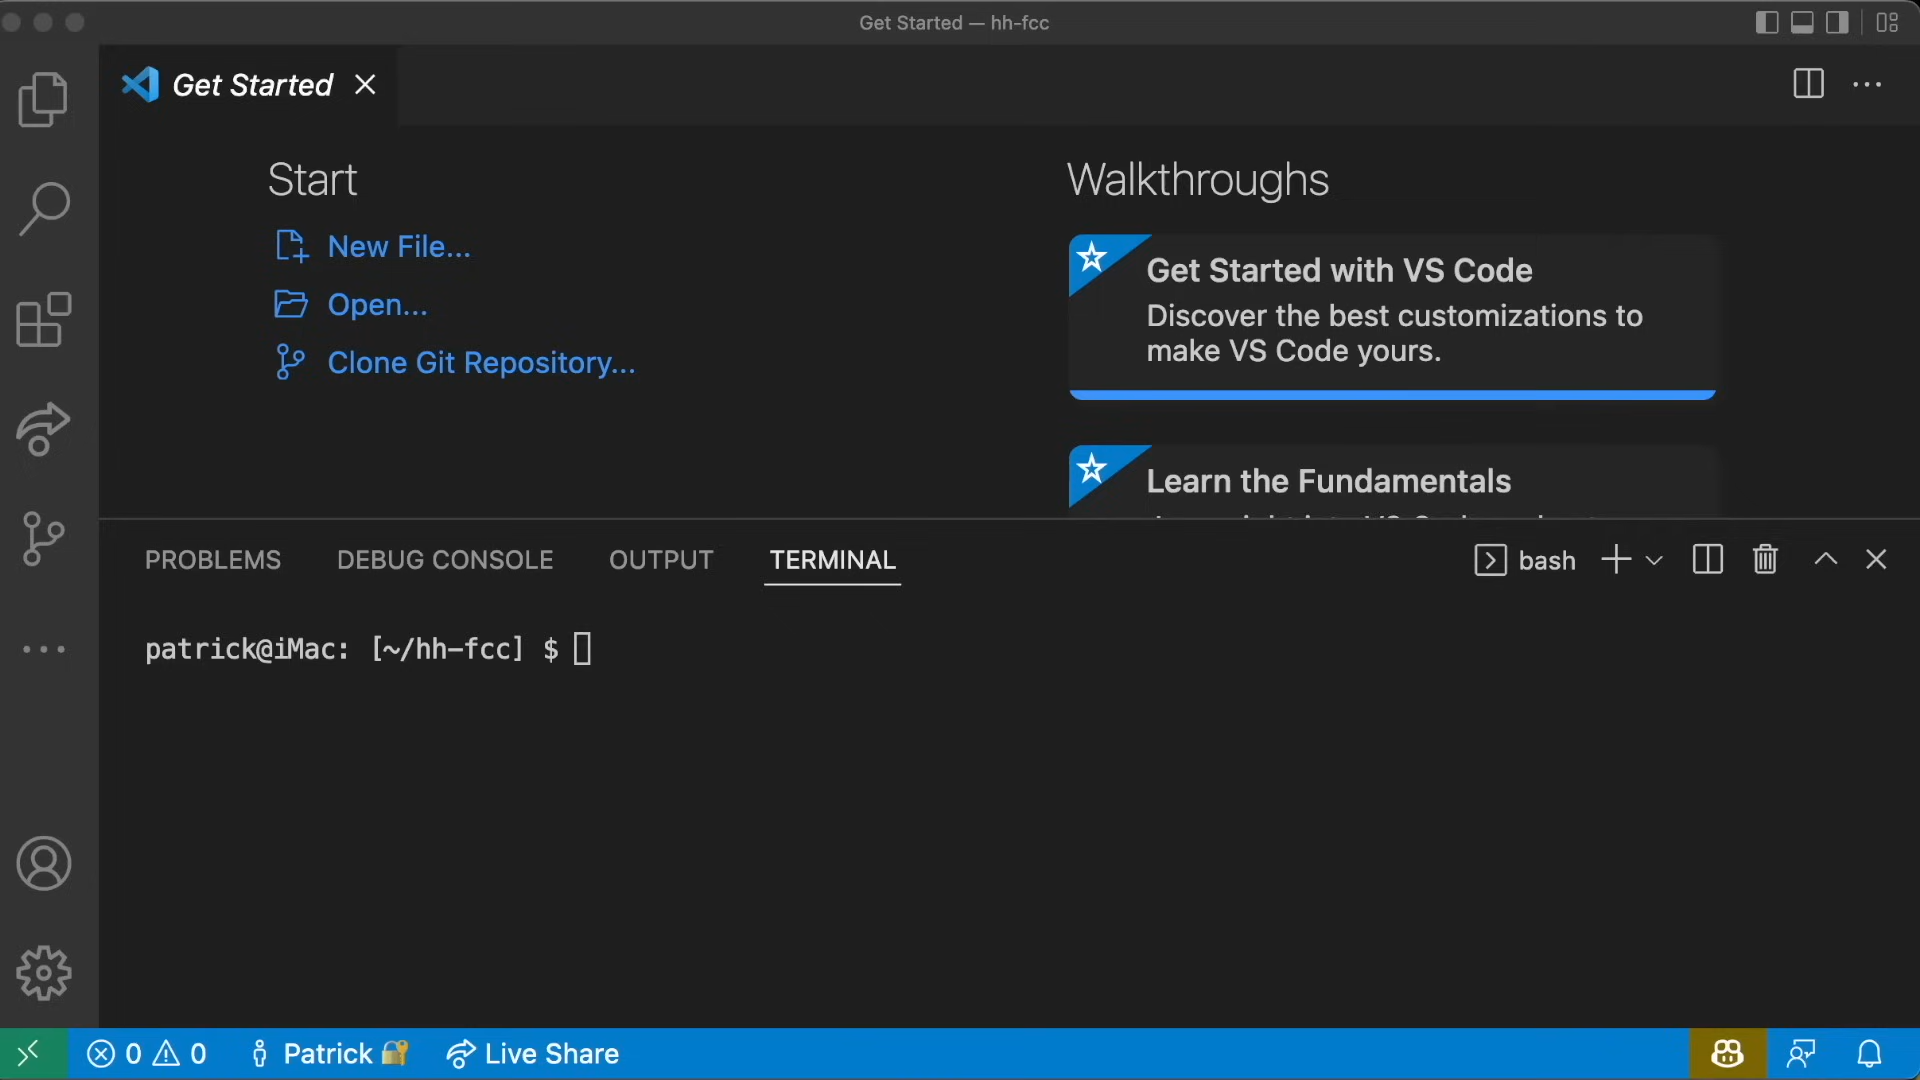 Get Started — hh-fcc
Get Started
Start
New File...
Open...
Clone Git Repository...
Walkthroughs
Get Started with VS Code
Discover the best customizations to
make VS Code yours.
Learn the Fundamentals
PROBLEMS DEBUG CONSOLE OUTPUT TERMINAL bash
patrick@iMac: [~/hh-fcc] $
0 0 Patrick Live Share